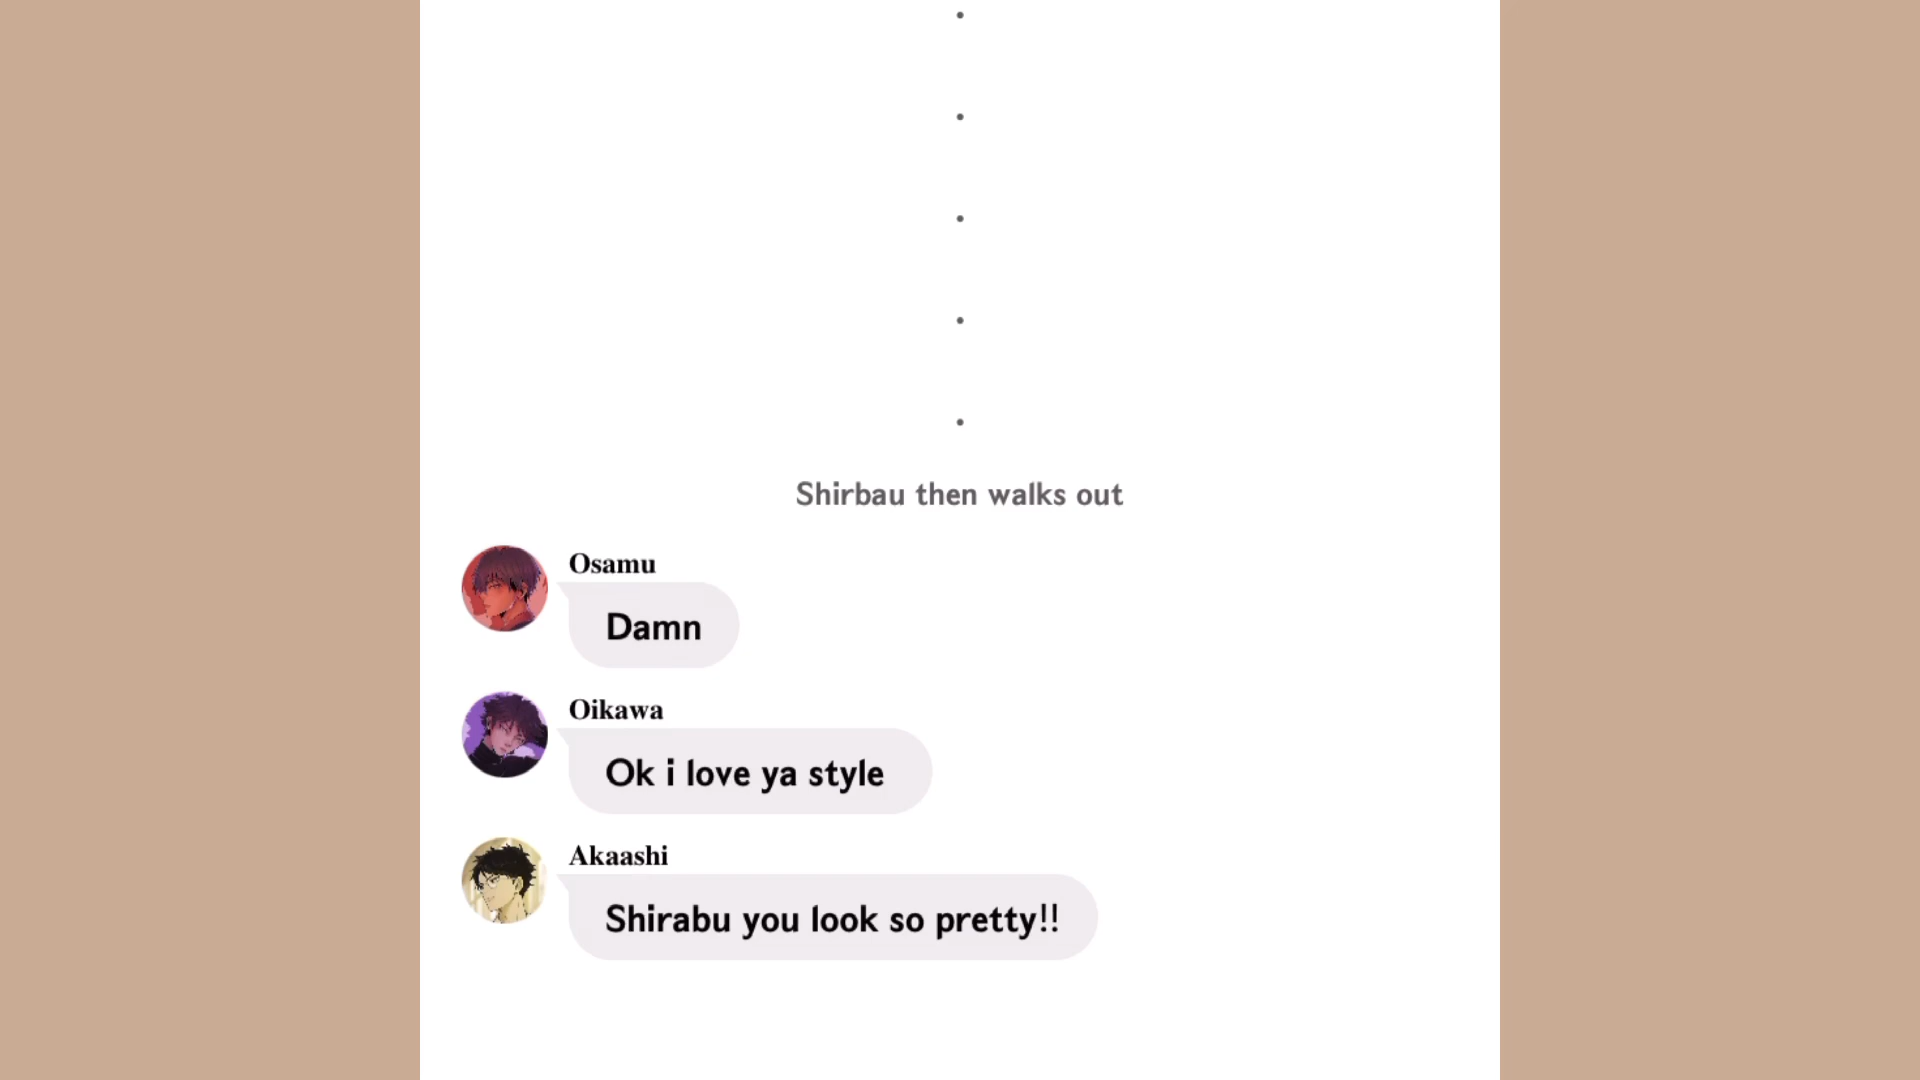 .
.
.
.
.
Shirbau then walks out
Osamu
Damn
Oikawa
Ok i love ya style
Akaashi
Shirabu you look so pretty!!